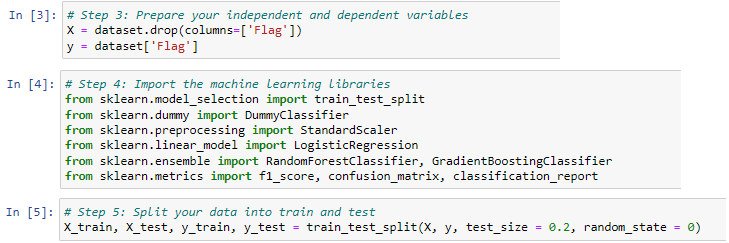 In [3]: # Step 3: Prepare your independent and dependent variables
X = dataset.drop(columns=['Flag'])
y = dataset['Flag']
In [4]: # Step 4: Import the machine learning libraries
from sklearn.model_selection import train_test_split
from sklearn.dummy import DummyClassifier
from sklearn.preprocessing import StandardScaler
from sklearn.linear_model import LogisticRegression
from sklearn.ensemble import RandomForestClassifier, GradientBoostingClassifier
from sklearn.metrics import f1_score, confusion_matrix, classification_report
In [5]: # Step 5: Split your data into train and test
X_train, X_test, y_train, y_test = train_test_split(X, y, test_size = 0.2, random_state = 0)